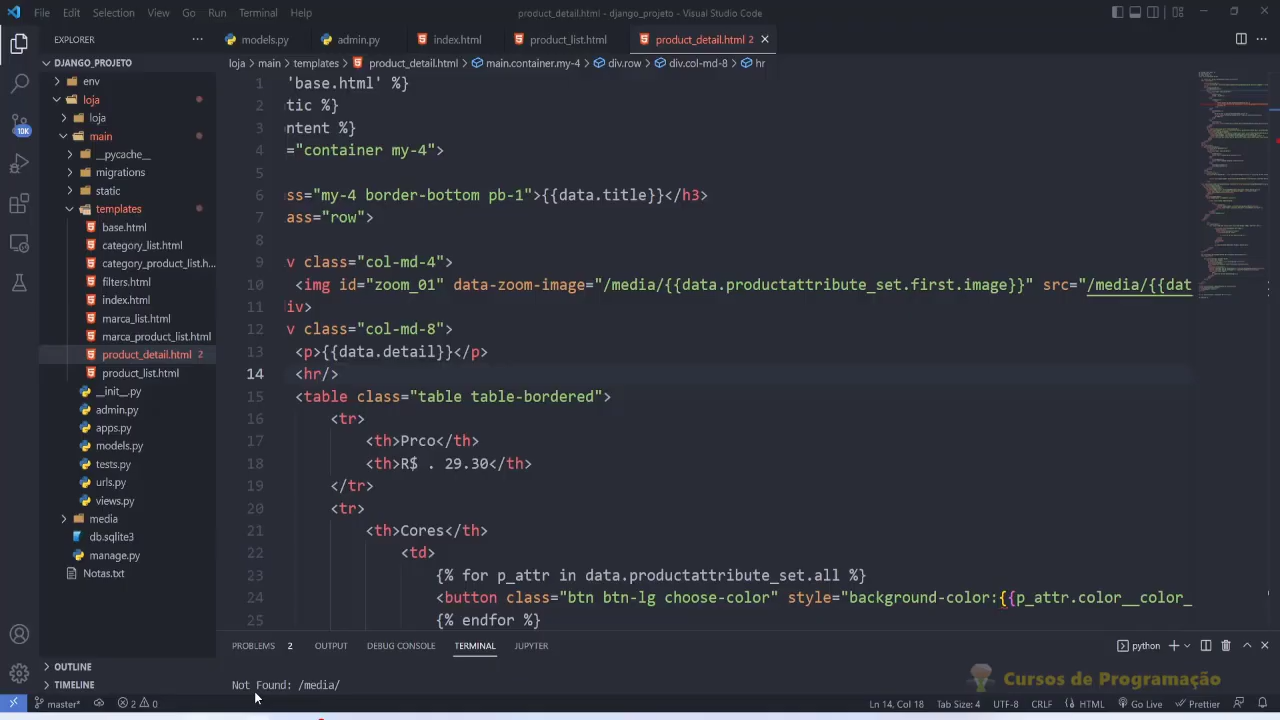 File Edit Selection View Go Run Terminal Help
product_detail.html - django_projeto - Visual Studio Code
EXPLORER
models.py admin.py index.html product_list.html product_detail.html 2
DJANGO_PROJETO
loja > main > templates > product_detail.html > main.container.my-4 > div.row > div.col-md-8 > hr
env
loja
loja
main
__pycache__
migrations
static
templates
base.html
category_list.html
category_product_list.h...
filters.html
index.html
marca_list.html
marca_product_list.html
product_detail.html 2
product_list.html
__init__.py
admin.py
apps.py
models.py
tests.py
urls.py
views.py
media
db.sqlite3
manage.py
Notas.txt
OUTLINE
TIMELINE
10K
1 'base.html' %}
2 tic %}
3 ntent %}
4 ="container my-4">
5
6 ss="my-4 border-bottom pb-1">{{data.title}}</h3>
7 ass="row">
8
9 v class="col-md-4">
10 <img id="zoom_01" data-zoom-image="/media/{{data.productattribute_set.first.image}}" src="/media/{{dat
11 iv>
12 v class="col-md-8">
13 <p>{{data.detail}}</p>
14 <hr/>
15 <table class="table table-bordered">
16 <tr>
17 <th>Prco</th>
18 <th>R$ . 29.30</th>
19 </tr>
20 <tr>
21 <th>Cores</th>
22 <td>
23 {% for p_attr in data.productattribute_set.all %}
24 <button class="btn btn-lg choose-color" style="background-color:{{p_attr.color__color_
25 {% endfor %}
PROBLEMS 2 OUTPUT DEBUG CONSOLE TERMINAL JUPYTER
python
Not Found: /media/
Cursos de Programação
master* 2 0
Ln 14, Col 18 Tab Size: 4 UTF-8 CRLF HTML Go Live Prettier